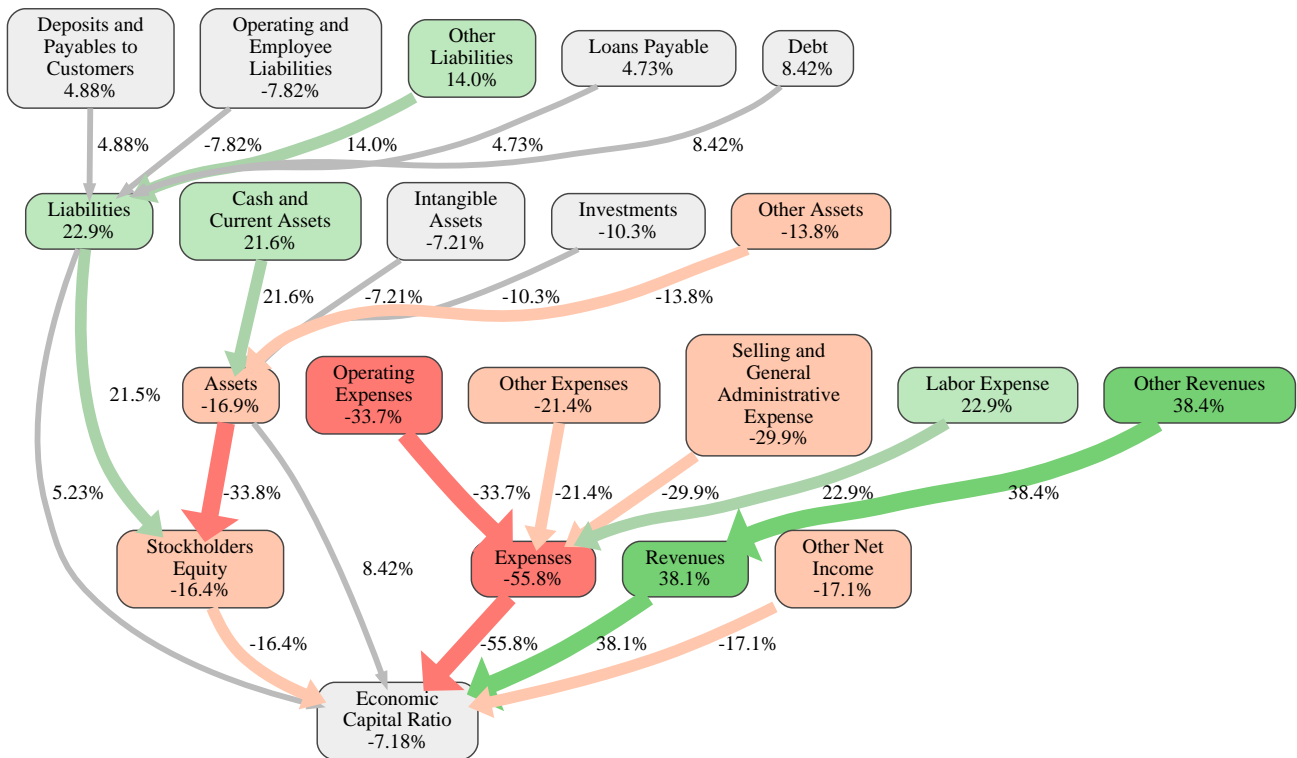 Deposits and
Payables to
Customers
4.88%
Operating and
Employee
Liabilities
-7.82%
Other
Liabilities
14.0%
Loans Payable
4.73%
Debt
8.42%
4.88%
-7.82%
14.0%
4.73%
8.42%
Liabilities
22.9%
Cash and
Current Assets
21.6%
Intangible
Assets
-7.21%
Investments
-10.3%
Other Assets
-13.8%
21.6%
-7.21%
-10.3%
-13.8%
21.5%
Assets
-16.9%
Operating
Expenses
-33.7%
Other Expenses
-21.4%
Selling and
General
Administrative
Expense
-29.9%
Labor Expense
22.9%
Other Revenues
38.4%
5.23%
-33.8%
-33.7%
-21.4%
-29.9%
22.9%
38.4%
Stockholders
Equity
-16.4%
8.42%
Expenses
-55.8%
Revenues
38.1%
Other Net
Income
-17.1%
-16.4%
-55.8%
38.1%
-17.1%
Economic
Capital Ratio
-7.18%